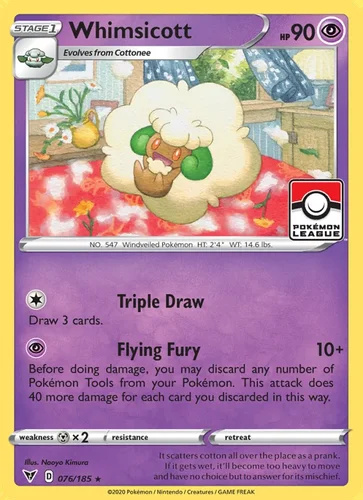 STAGE 1
Whimsicott
HP 90
Evolves from Cottonee
POKÉMON
LEAGUE
NO. 547 Windveiled Pokémon HT: 2'4" WT: 14.6 lbs.
Triple Draw
Draw 3 cards.
Flying Fury 10+
Before doing damage, you may discard any number of
Pokémon Tools from your Pokémon. This attack does
40 more damage for each card you discarded in this way.
weakness ×2 resistance retreat
Illus. Naoyo Kimura
D 076/185 ★
It scatters cotton all over the place as a prank.
If it gets wet, it'll become too heavy to move
and have no choice but to answer for its mischief.
©2020 Pokémon / Nintendo / Creatures / GAME FREAK